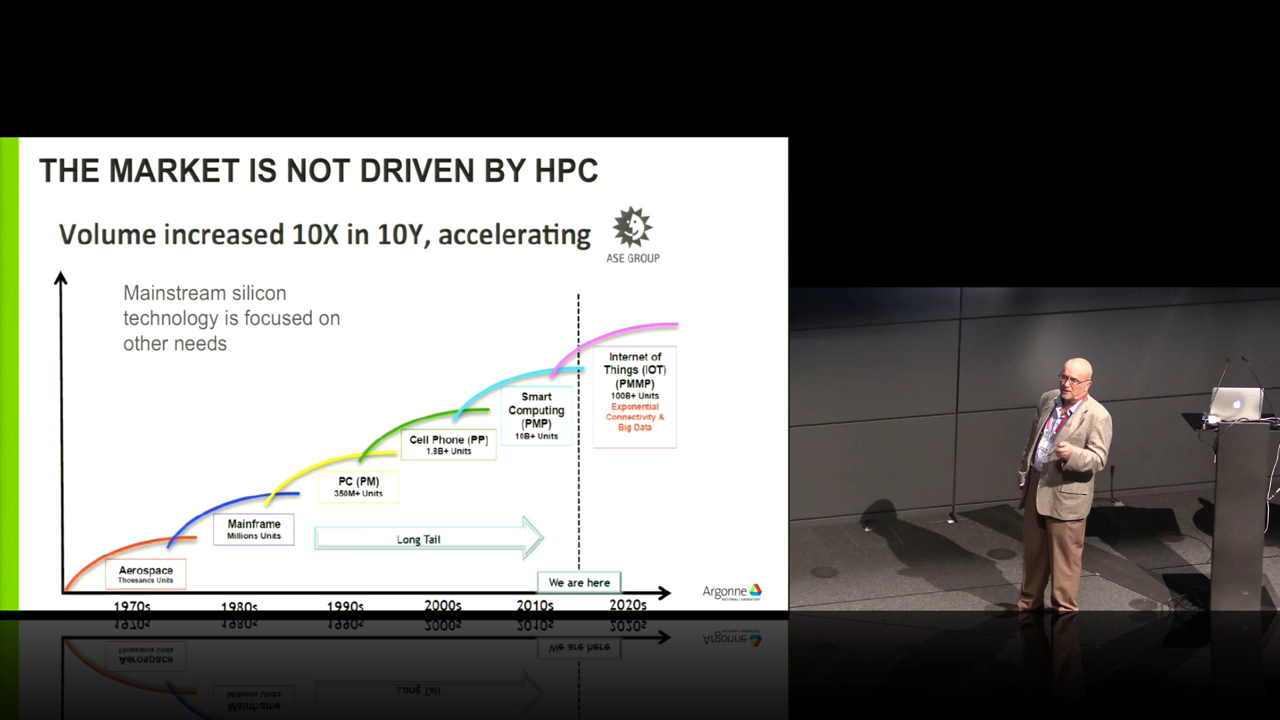 THE MARKET IS NOT DRIVEN BY HPC
Volume increased 10X in 10Y, accelerating
ASE GROUP
Mainstream silicon
technology is focused on
other needs
Internet of
Things (IOT)
(PMMP)
100B+ Units
Exponential
Connectivity &
Big Data
Smart
Computing
(PMP)
10B+ Units
Cell Phone (PP)
1.8B+ Units
PC (PM)
350M+ Units
Mainframe
Millions Units
Long Tail
Aerospace
Thousands Units
We are here
Argonne
NATIONAL LABORATORY
1970s 1980s 1990s 2000s 2010s 2020s